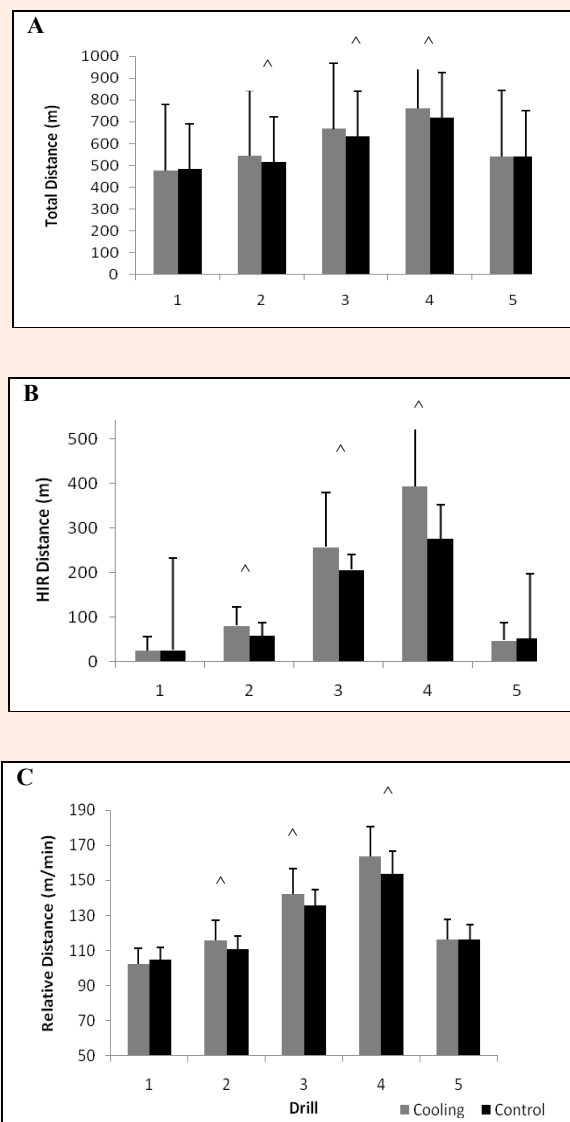 A
Total Distance (m)
1000
900
800
700
600
500
400
300
200
100
0
1 2 3 4 5
^ ^ ^
B
HIR Distance (m)
500
400
300
200
100
0
1 2 3 4 5
^ ^ ^
C
Relative Distance (m/min)
190
170
150
130
110
90
70
50
1 2 3 4 5
^ ^ ^
Drill
Cooling Control